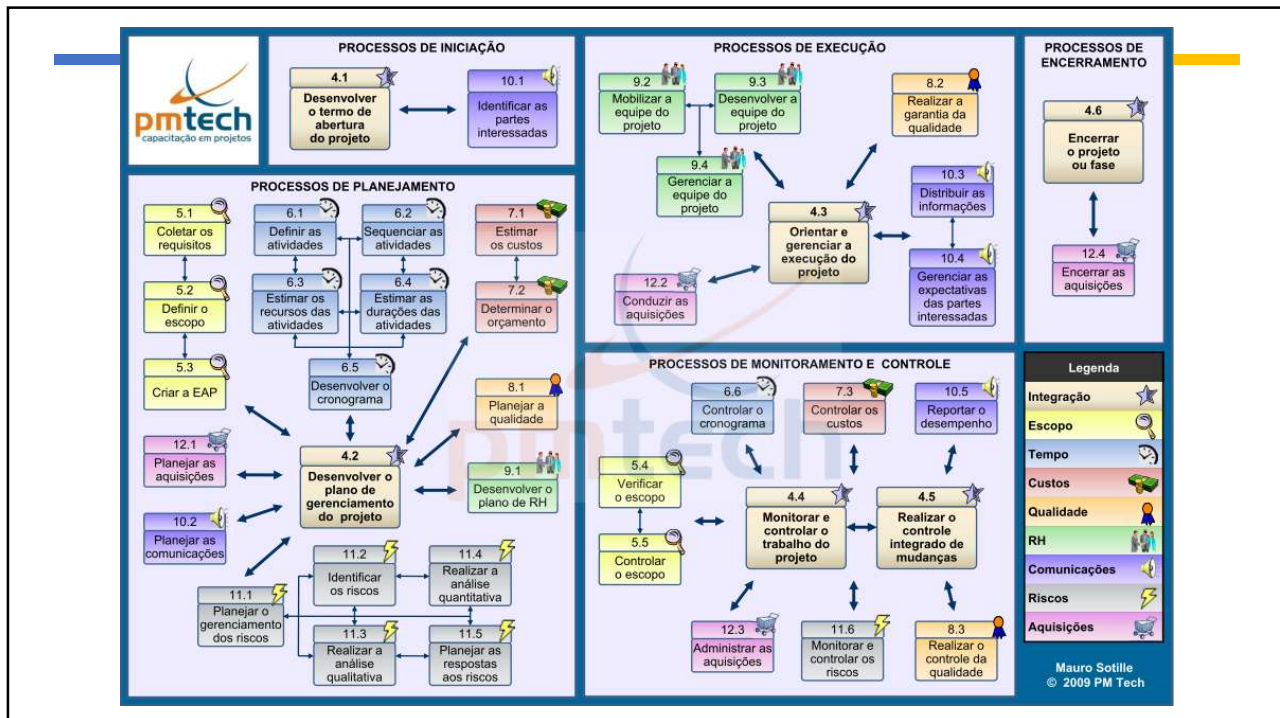 pmtech
capacitação em projetos
PROCESSOS DE INICIAÇÃO
4.1
Desenvolver
o termo de
abertura
do projeto
10.1
Identificar as
partes
interessadas
PROCESSOS DE PLANEJAMENTO
5.1
Coletar os
requisitos
6.1
Definir as
atividades
6.2
Sequenciar as
atividades
7.1
Estimar
os custos
5.2
Definir o
escopo
6.3
Estimar os
recursos das
atividades
6.4
Estimar as
durações das
atividades
7.2
Determinar o
orçamento
5.3
Criar a EAP
6.5
Desenvolver o
cronograma
8.1
Planejar a
qualidade
12.1
Planejar as
aquisições
4.2
Desenvolver o
plano de
gerenciamento
do projeto
9.1
Desenvolver o
plano de RH
10.2
Planejar as
comunicações
11.1
Planejar o
gerenciamento
dos riscos
11.2
Identificar
os riscos
11.4
Realizar a
análise
quantitativa
11.3
Realizar a
análise
qualitativa
11.5
Planejar as
respostas
aos riscos
PROCESSOS DE EXECUÇÃO
9.2
Mobilizar a
equipe do
projeto
9.3
Desenvolver a
equipe do
projeto
8.2
Realizar a
garantia da
qualidade
9.4
Gerenciar a
equipe do
projeto
4.3
Orientar e
gerenciar a
execução do
projeto
10.3
Distribuir as
informações
10.4
Gerenciar as
expectativas
das partes
interessadas
12.2
Conduzir as
aquisições
PROCESSOS DE MONITORAMENTO E CONTROLE
6.6
Controlar o
cronograma
7.3
Controlar os
custos
10.5
Reportar o
desempenho
5.4
Verificar
o escopo
5.5
Controlar
o escopo
4.4
Monitorar e
controlar o
trabalho do
projeto
4.5
Realizar o
controle
integrado de
mudanças
12.3
Administrar as
aquisições
11.6
Monitorar e
controlar os
riscos
8.3
Realizar o
controle da
qualidade
PROCESSOS DE
ENCERRAMENTO
4.6
Encerrar
o projeto
ou fase
12.4
Encerrar as
aquisições
Legenda
Integração
Escopo
Tempo
Custos
Qualidade
RH
Comunicações
Riscos
Aquisições
Mauro Sotille
© 2009 PM Tech
pmtech